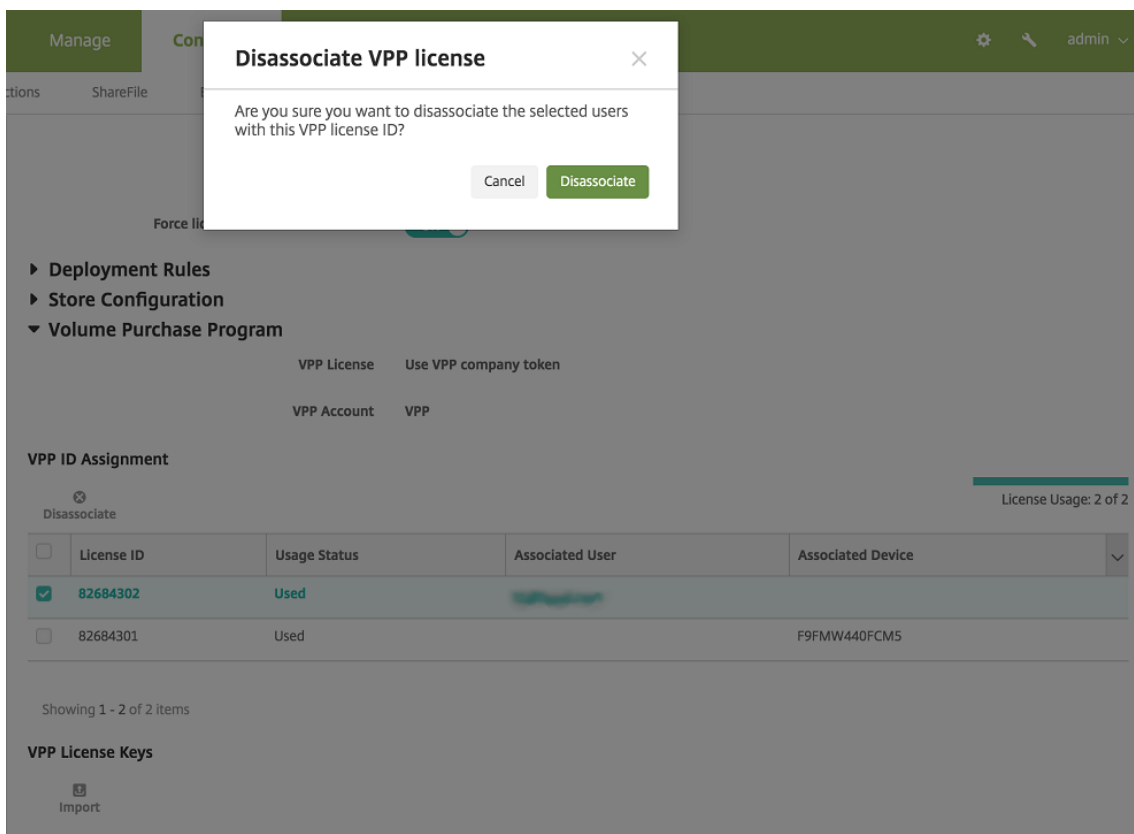 Manage
Con
admin
ctions
ShareFile
Disassociate VPP license
Are you sure you want to disassociate the selected users
with this VPP license ID?
Cancel
Disassociate
Force lic
Deployment Rules
Store Configuration
Volume Purchase Program
VPP License Use VPP company token
VPP Account VPP
VPP ID Assignment
Disassociate
License Usage: 2 of 2
License ID Usage Status Associated User Associated Device
82684302 Used
82684301 Used F9FMW440FCM5
Showing 1 - 2 of 2 items
VPP License Keys
Import